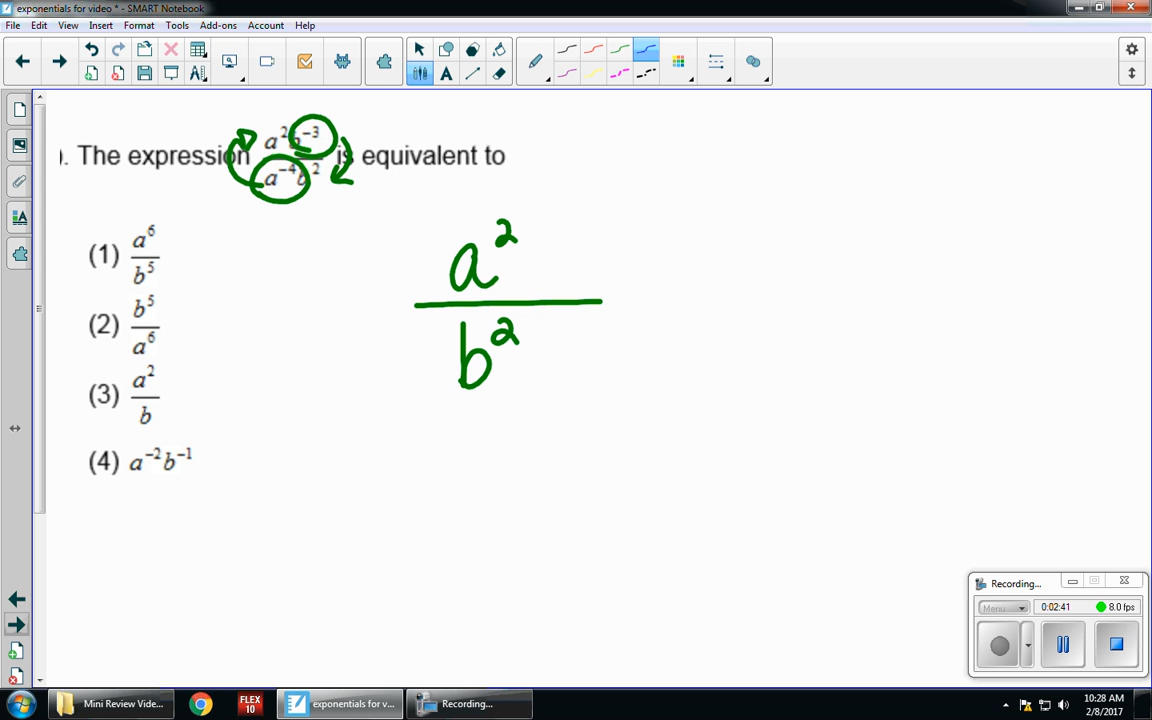 exponentials for video * - SMART Notebook
File Edit View Insert Format Tools Add-ons Account Help
). The expression a²b⁻³ / a⁻⁴b² is equivalent to
(1) a⁶ / b⁵
(2) b⁵ / a⁶
(3) a² / b
(4) a⁻²b⁻¹
a²
b²
Recording...
Menu 0:02:41 8.0 fps
Mini Review Vide...
FLEX 10
exponentials for v...
Recording...
10:28 AM
2/8/2017